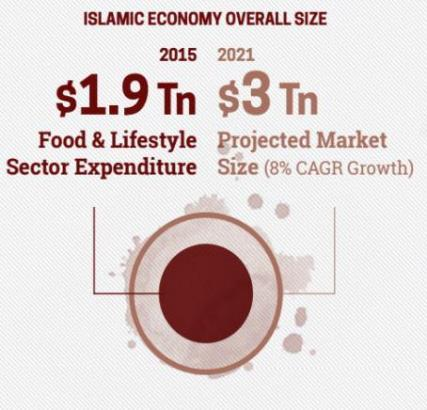 ISLAMIC ECONOMY OVERALL SIZE
2015
$1.9 Tn
Food & Lifestyle
Sector Expenditure
2021
$3 Tn
Projected Market
Size (8% CAGR Growth)